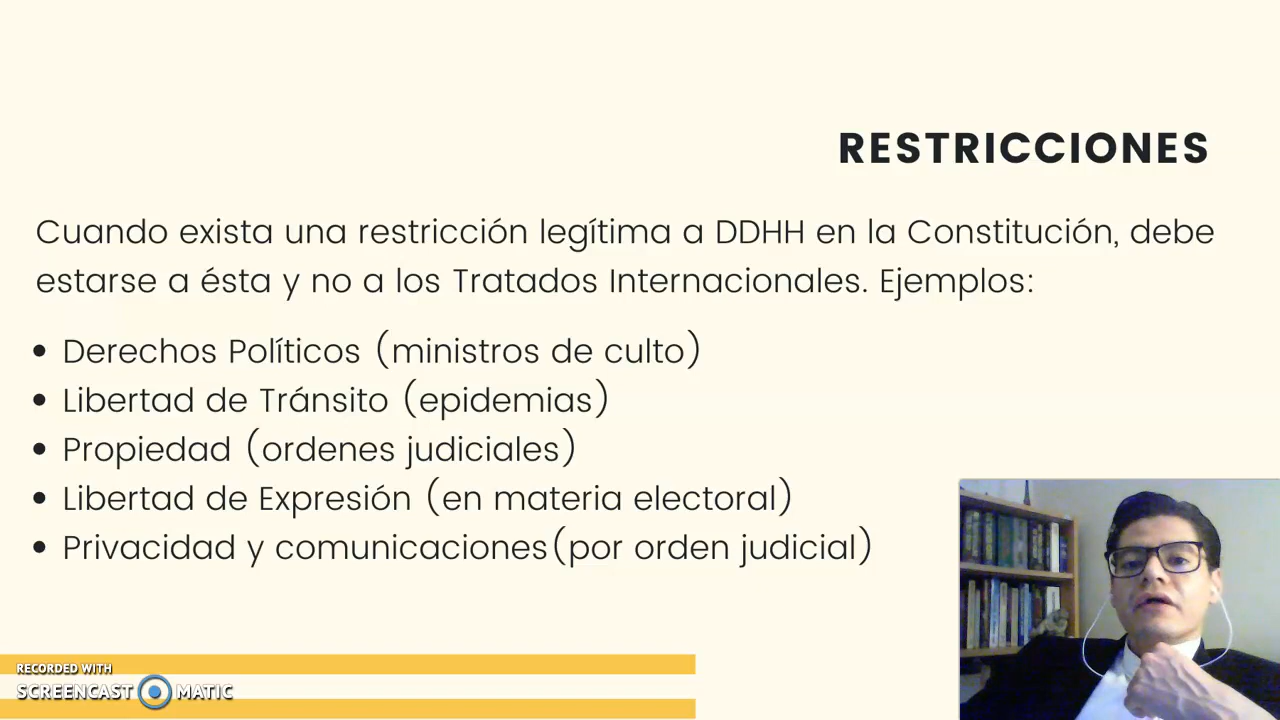 RESTRICCIONES
Cuando exista una restricción legítima a DDHH en la Constitución, debe
estarse a ésta y no a los Tratados Internacionales. Ejemplos:
• Derechos Políticos (ministros de culto)
• Libertad de Tránsito (epidemias)
• Propiedad (ordenes judiciales)
• Libertad de Expresión (en materia electoral)
• Privacidad y comunicaciones(por orden judicial)
RECORDED WITH
SCREENCAST MATIC